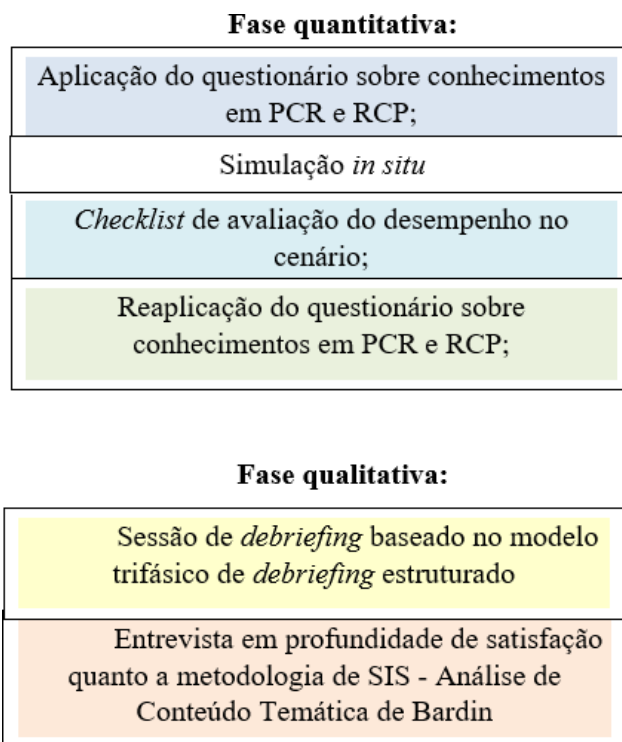 Fase quantitativa:
Aplicação do questionário sobre conhecimentos
em PCR e RCP;
Simulação in situ
Checklist de avaliação do desempenho no
cenário;
Reaplicação do questionário sobre
conhecimentos em PCR e RCP;
Fase qualitativa:
Sessão de debriefing baseado no modelo
trifásico de debriefing estruturado
Entrevista em profundidade de satisfação
quanto a metodologia de SIS - Análise de
Conteúdo Temática de Bardin